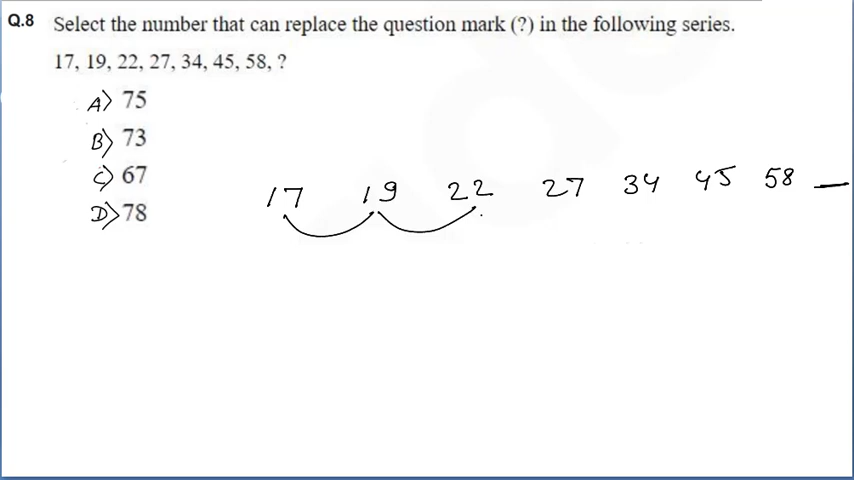 Q.8 Select the number that can replace the question mark (?) in the following series.
17, 19, 22, 27, 34, 45, 58, ?
A) 75
B) 73
C) 67
D) 78
17 19 22 27 34 45 58 —